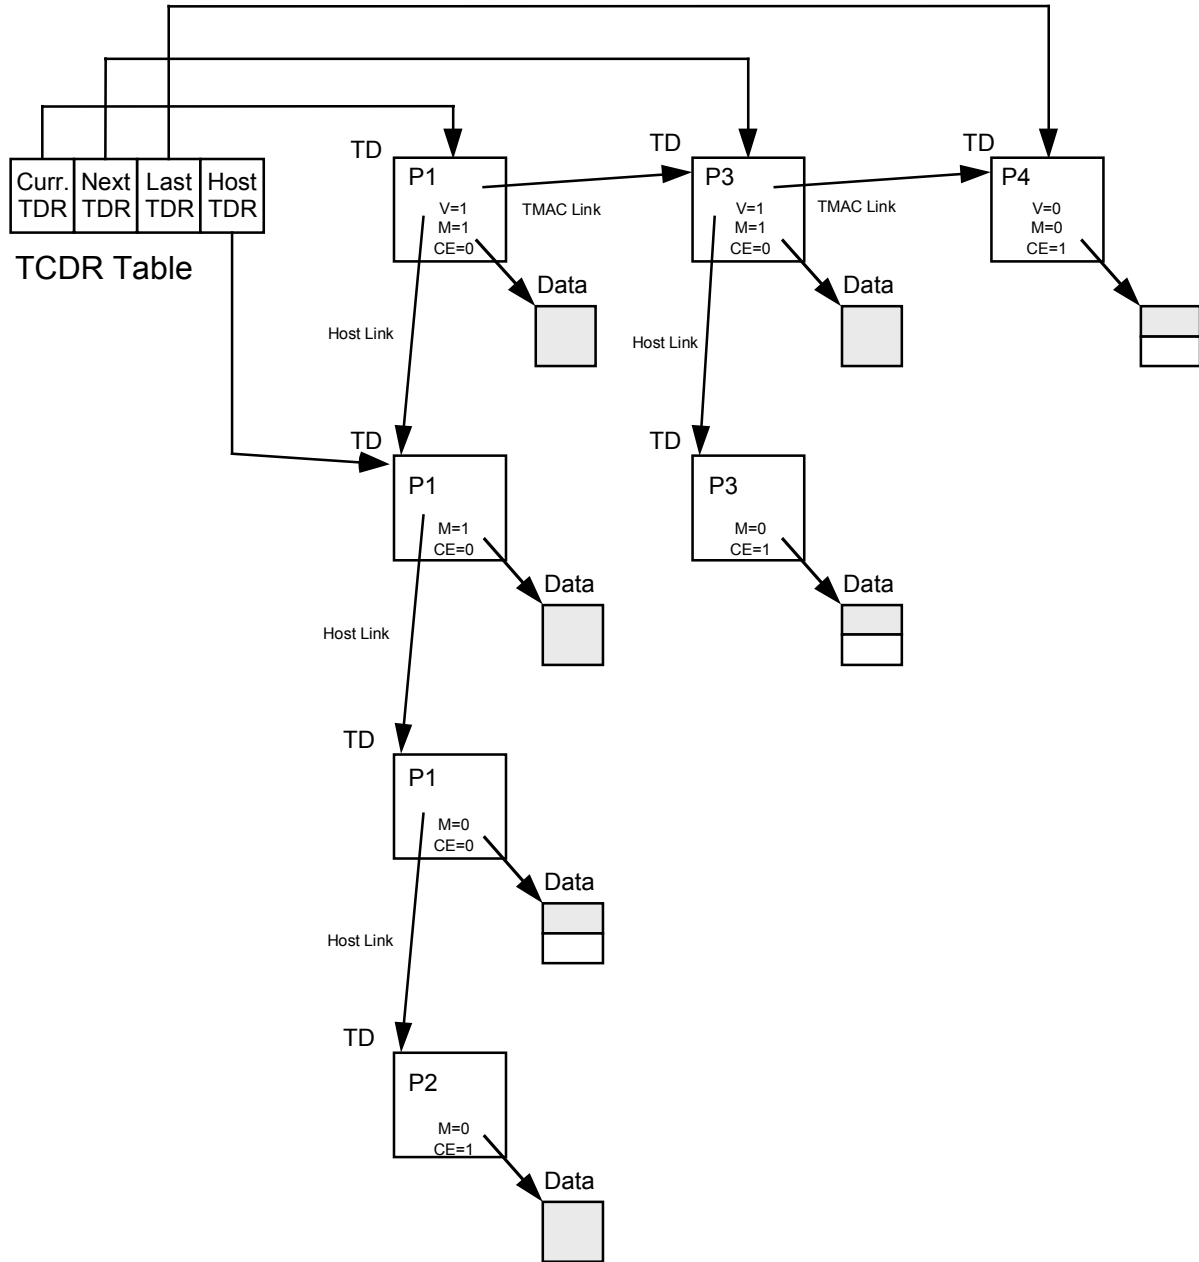 TD
TD
TD
Curr.
TDR
Next
TDR
Last
TDR
Host
TDR
TCDR Table
P1
V=1
M=1
CE=0
TMAC Link
P3
V=1
M=1
CE=0
TMAC Link
P4
V=0
M=0
CE=1
Data
Data
Host Link
Host Link
TD
P1
M=1
CE=0
TD
P3
M=0
CE=1
Data
Data
Host Link
TD
P1
M=0
CE=0
Data
Host Link
TD
P2
M=0
CE=1
Data